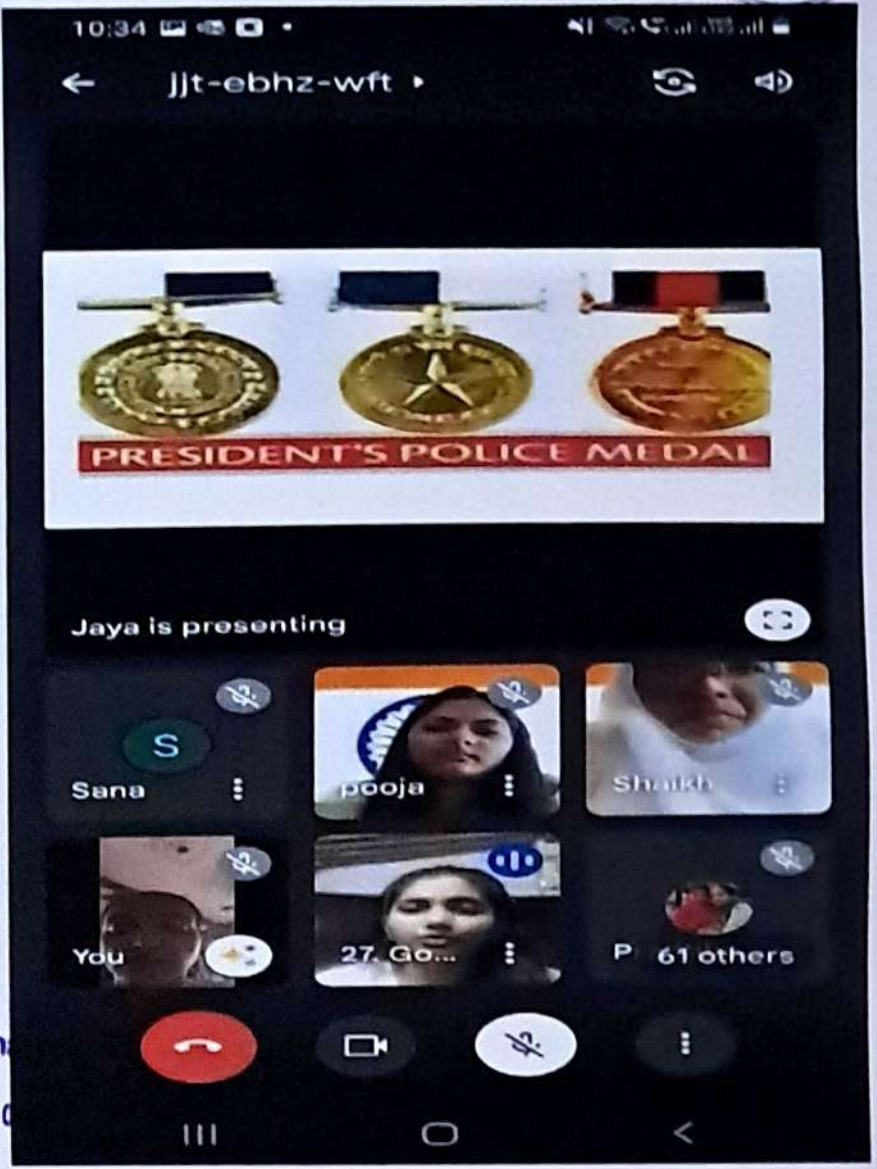 10:34
jjt-ebhz-wft
PRESIDENT'S POLICE MEDAL
Jaya is presenting
S
Sana
pooja
Shaikh
You
27. Go...
P 61 others